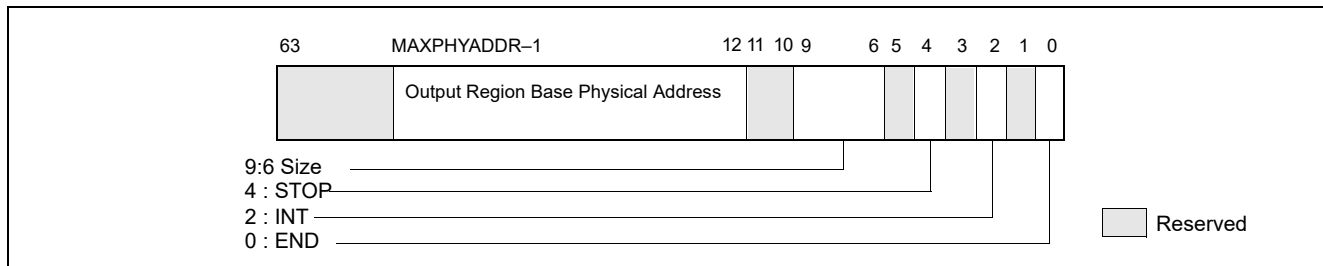 63 MAXPHYADDR–1 12 11 10 9 6 5 4 3 2 1 0
Output Region Base Physical Address
9:6 Size
4 : STOP
2 : INT
0 : END
Reserved